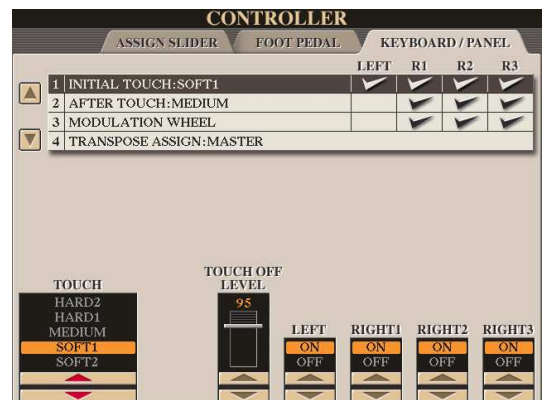 CONTROLLER
ASSIGN SLIDER FOOT PEDAL KEYBOARD / PANEL
LEFT R1 R2 R3
1 INITIAL TOUCH:SOFT1
2 AFTER TOUCH:MEDIUM
3 MODULATION WHEEL
4 TRANSPOSE ASSIGN:MASTER
TOUCH
HARD2
HARD1
MEDIUM
SOFT1
SOFT2
TOUCH OFF
LEVEL
95
LEFT RIGHT1 RIGHT2 RIGHT3
ON ON ON ON
OFF OFF OFF OFF